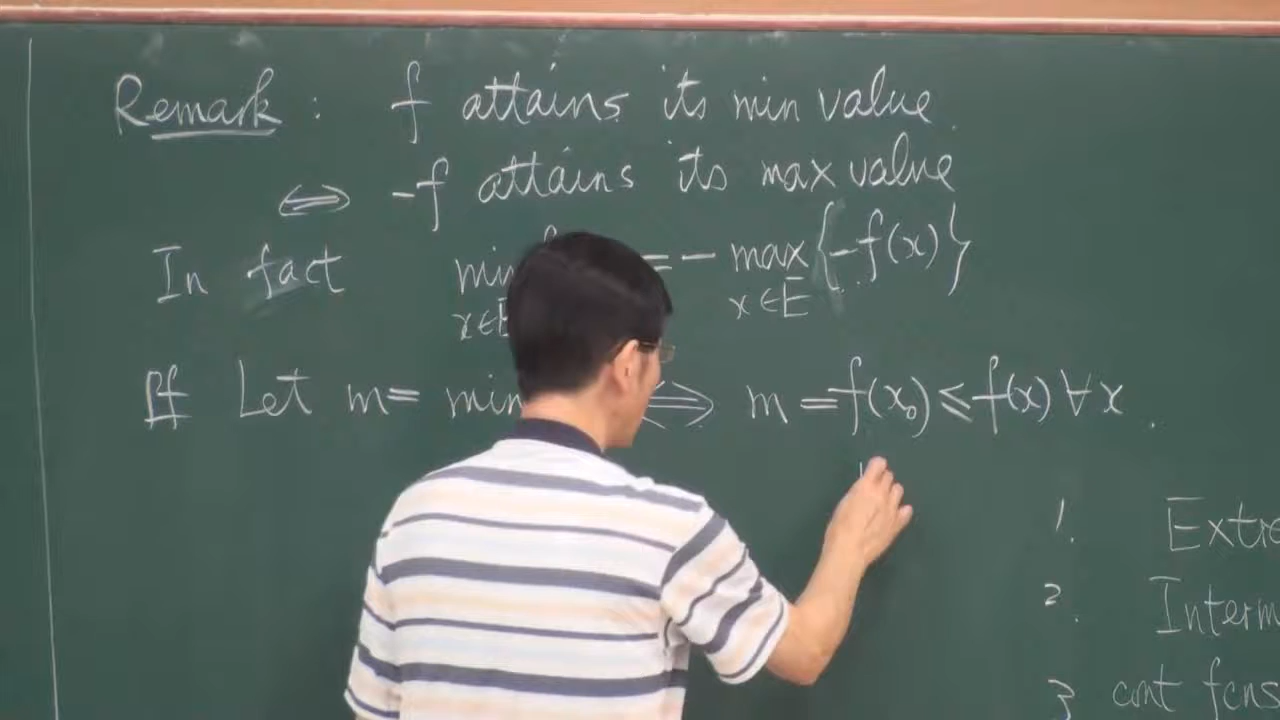 Remark : f attains its min value.
⇔ -f attains its max value
In fact min = - max {-f(x)}
x∈E x∈E
Pf Let m = min ⇔ m = f(x₀) ≤ f(x) ∀ x .
1. Extre
2. Interm
3 cont fcns